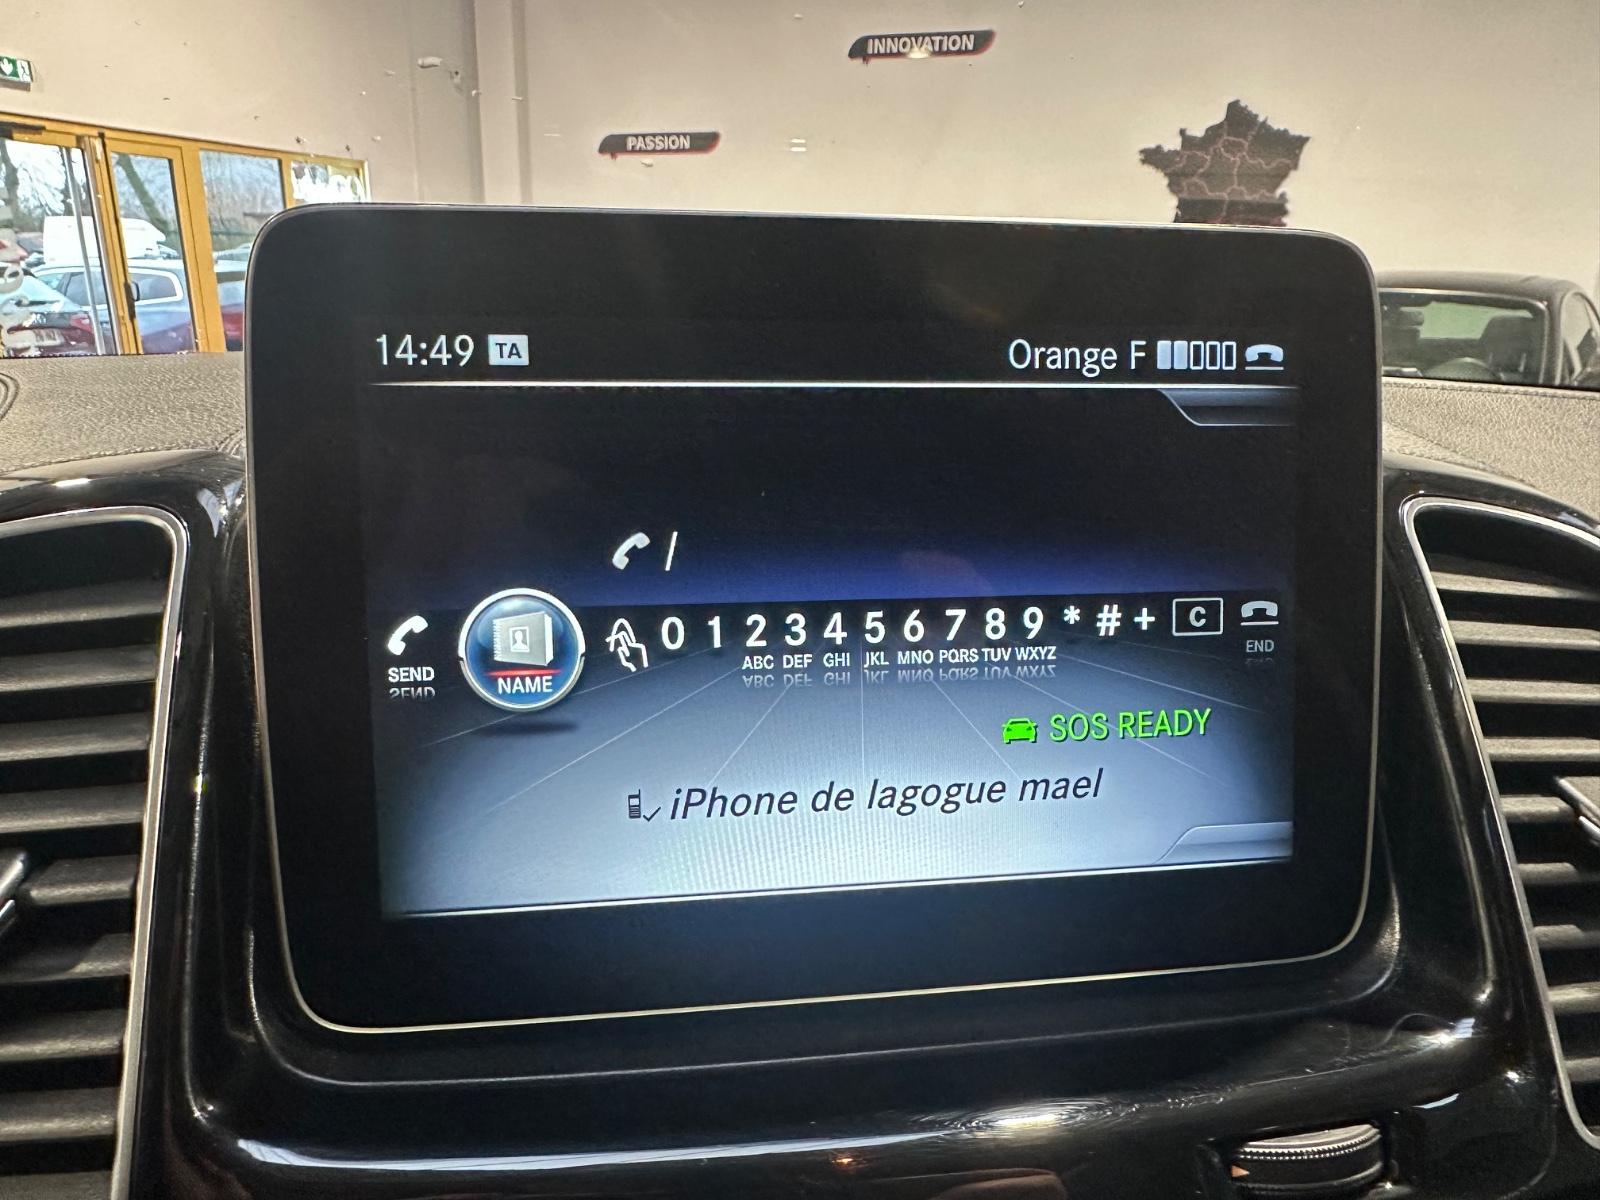 INNOVATION
PASSION
14:49 TA
Orange F
/
0 1 2 3 4 5 6 7 8 9 * # + C
ABC DEF GHI JKL MNO PQRS TUV WXYZ
SEND
NAME
END
SOS READY
iPhone de lagogue mael